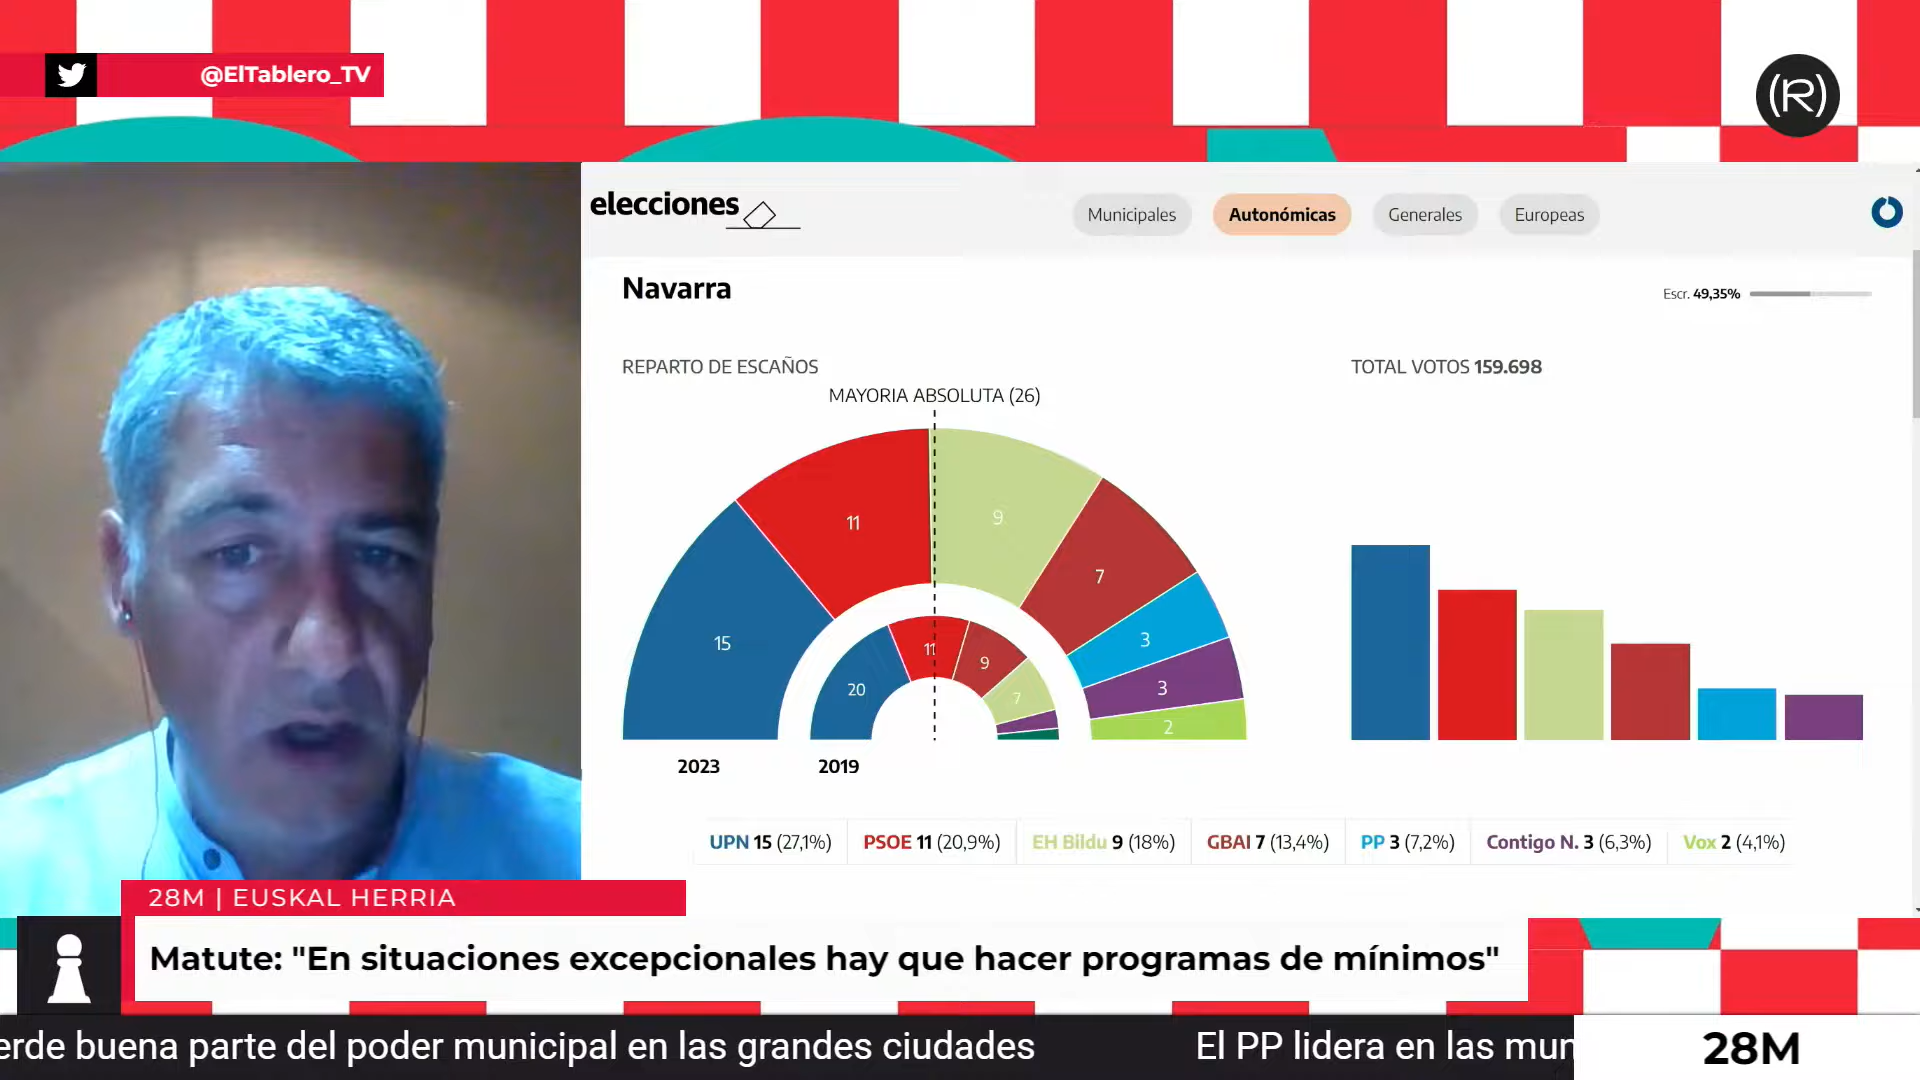 @ElTablero_TV
(R)
elecciones
Municipales
Autonómicas
Generales
Europeas
Navarra
Escr. 49,35%
REPARTO DE ESCAÑOS
TOTAL VOTOS 159.698
MAYORIA ABSOLUTA (26)
15
11
9
7
3
3
2
20
11
9
7
2023
2019
UPN 15 (27,1%)
PSOE 11 (20,9%)
EH Bildu 9 (18%)
GBAI 7 (13,4%)
PP 3 (7,2%)
Contigo N. 3 (6,3%)
Vox 2 (4,1%)
28M | EUSKAL HERRIA
Matute: "En situaciones excepcionales hay que hacer programas de mínimos"
erde buena parte del poder municipal en las grandes ciudades
El PP lidera en las mun
28M